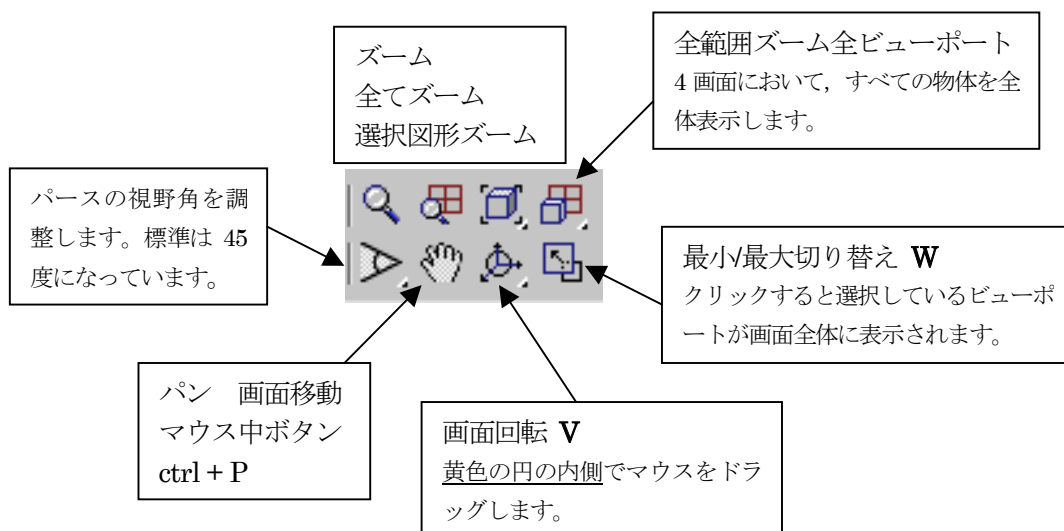 ズーム
全てズーム
選択図形ズーム
全範囲ズーム全ビューポート
4 画面において，すべての物体を全
体表示します。
パースの視野角を調
整します。標準は 45
度になっています。
最小/最大切り替え W
クリックすると選択しているビューポ
ートが画面全体に表示されます。
パン　画面移動
マウス中ボタン
ctrl + P
画面回転 V
黄色の円の内側でマウスをドラ
ッグします。